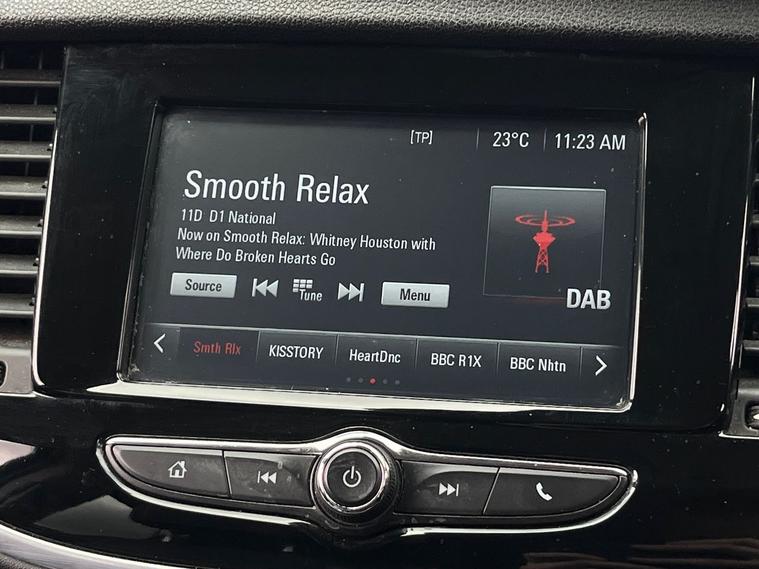 [TP] 23°C 11:23 AM
Smooth Relax
11D D1 National
Now on Smooth Relax: Whitney Houston with
Where Do Broken Hearts Go
DAB
Source Tune Menu
Smth Rlx KISSTORY HeartDnc BBC R1X BBC Nhtn